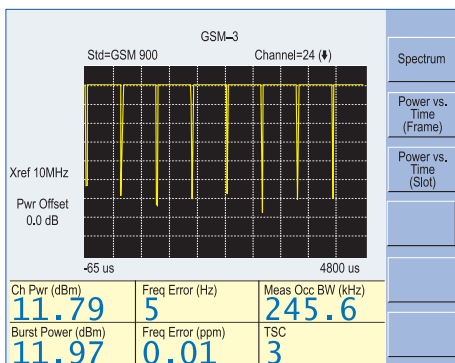 GSM–3
Std=GSM 900 Channel=24 (⬇)
Spectrum
Power vs.
Time
(Frame)
Power vs.
Time
(Slot)
Xref 10MHz
Pwr Offset
0.0 dB
-65 us 4800 us
Ch Pwr (dBm) Freq Error (Hz) Meas Occ BW (kHz)
11.79 5 245.6
Burst Power (dBm) Freq Error (ppm) TSC
11.97 0.01 3